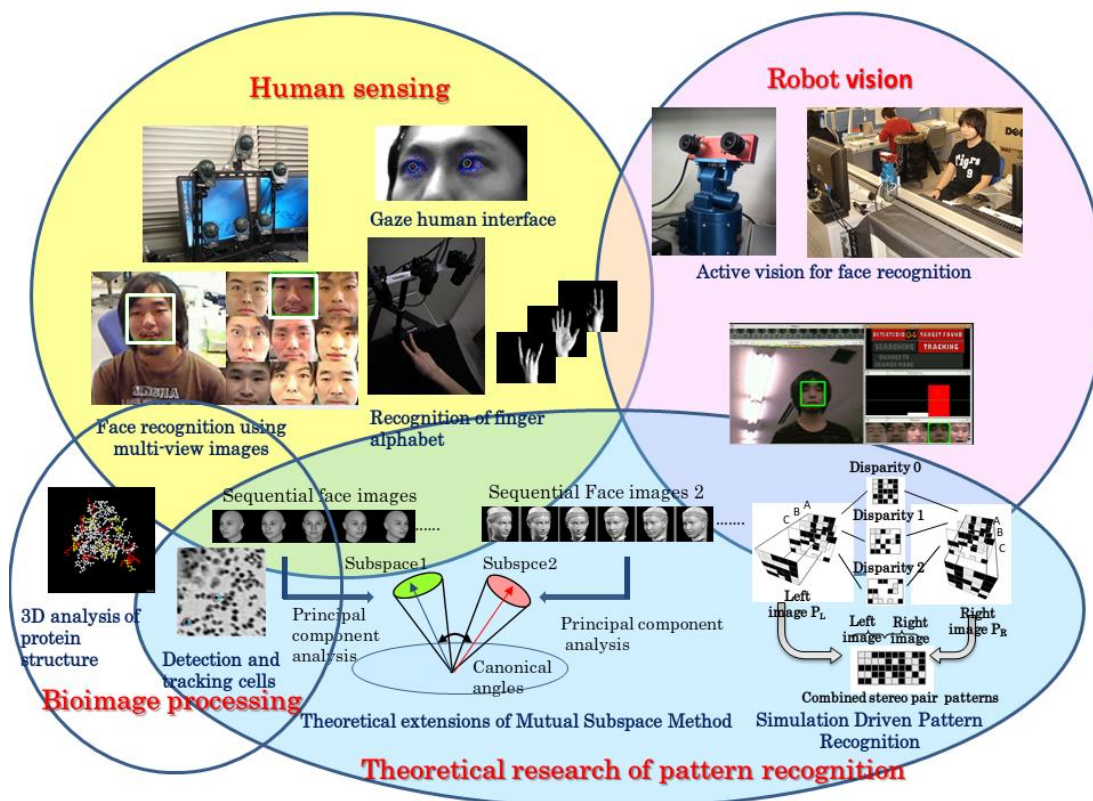 Human sensing
Robot vision
Gaze human interface
Active vision for face recognition
Face recognition using
multi-view images
Recognition of finger
alphabet
TARGET FOUND
SEARCHING
TRACKING
Sequential face images
......
Sequential Face images 2
.......
Disparity 0
A
B
C
Disparity 1
A
B
C
Disparity 2
Left
image PL
Right
image PR
Left
image
Right
image
Combined stereo pair patterns
Subspace1
Subspce2
Principal
component
analysis
Principal component
analysis
Canonical
angles
3D analysis of
protein
structure
Detection and
tracking cells
Bioimage processing
Theoretical extensions of Mutual Subspace Method
Simulation Driven Pattern
Recognition
Theoretical research of pattern recognition